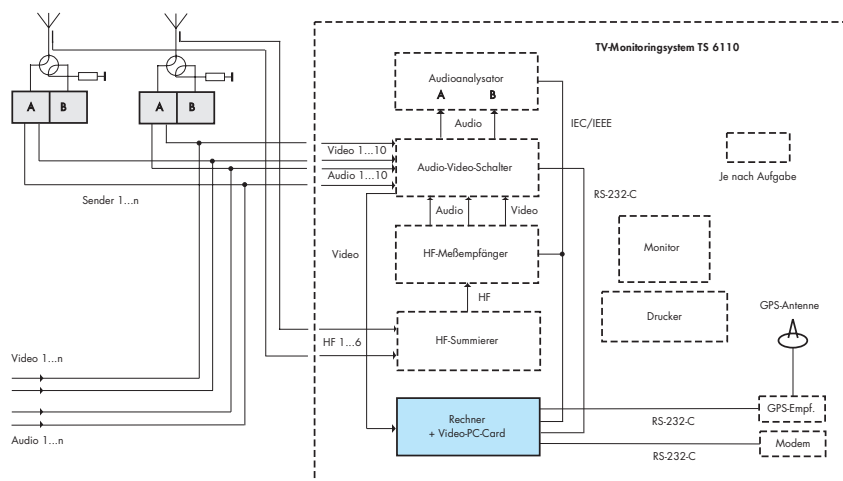 TV-Monitoringsystem TS 6110
Audioanalysator
A B
A B
A B
Audio
IEC/IEEE
Video 1...10
Audio-Video-Schalter
Audio 1...10
Je nach Aufgabe
RS-232-C
Sender 1...n
Audio
Video
Video
HF-Meßempfänger
Monitor
HF
GPS-Antenne
Drucker
HF 1...6
HF-Summierer
Video 1...n
Rechner
+ Video-PC-Card
GPS-Empf.
RS-232-C
Audio 1...n
Modem
RS-232-C